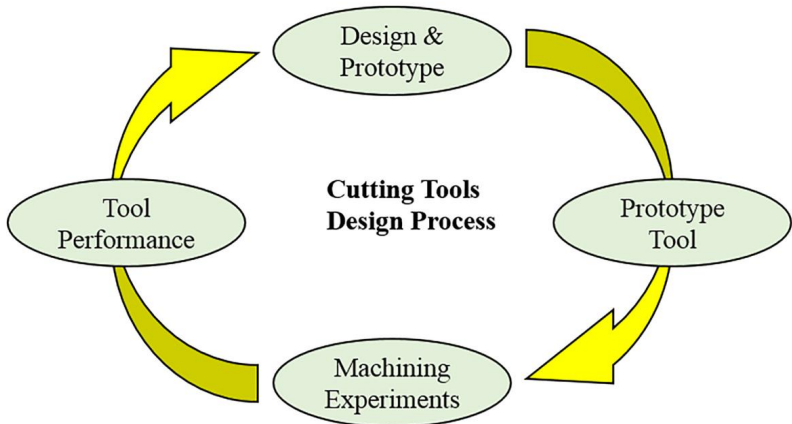 Design &
Prototype
Cutting Tools
Design Process
Tool
Performance
Prototype
Tool
Machining
Experiments